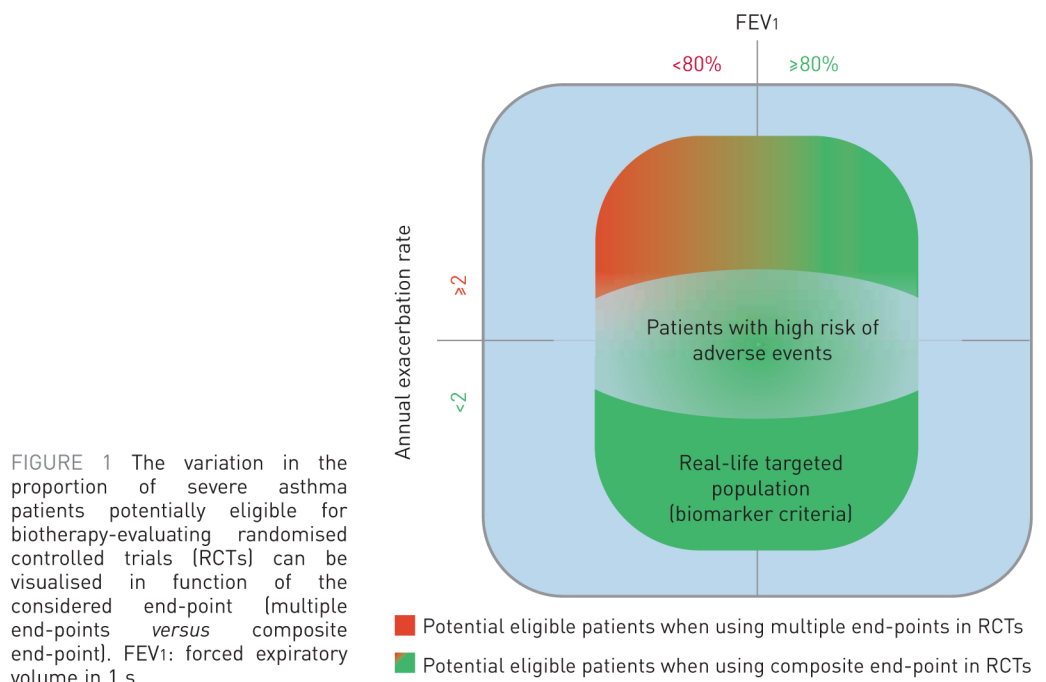 FEV1
<80%
≥80%
Annual exacerbation rate
≥2
<2
Patients with high risk of
adverse events
Real-life targeted
population
(biomarker criteria)
Potential eligible patients when using multiple end-points in RCTs
Potential eligible patients when using composite end-point in RCTs
FIGURE 1 The variation in the
proportion of severe asthma
patients potentially eligible for
biotherapy-evaluating randomised
controlled trials (RCTs) can be
visualised in function of the
considered end-point (multiple
end-points versus composite
end-point). FEV1: forced expiratory
volume in 1 s.